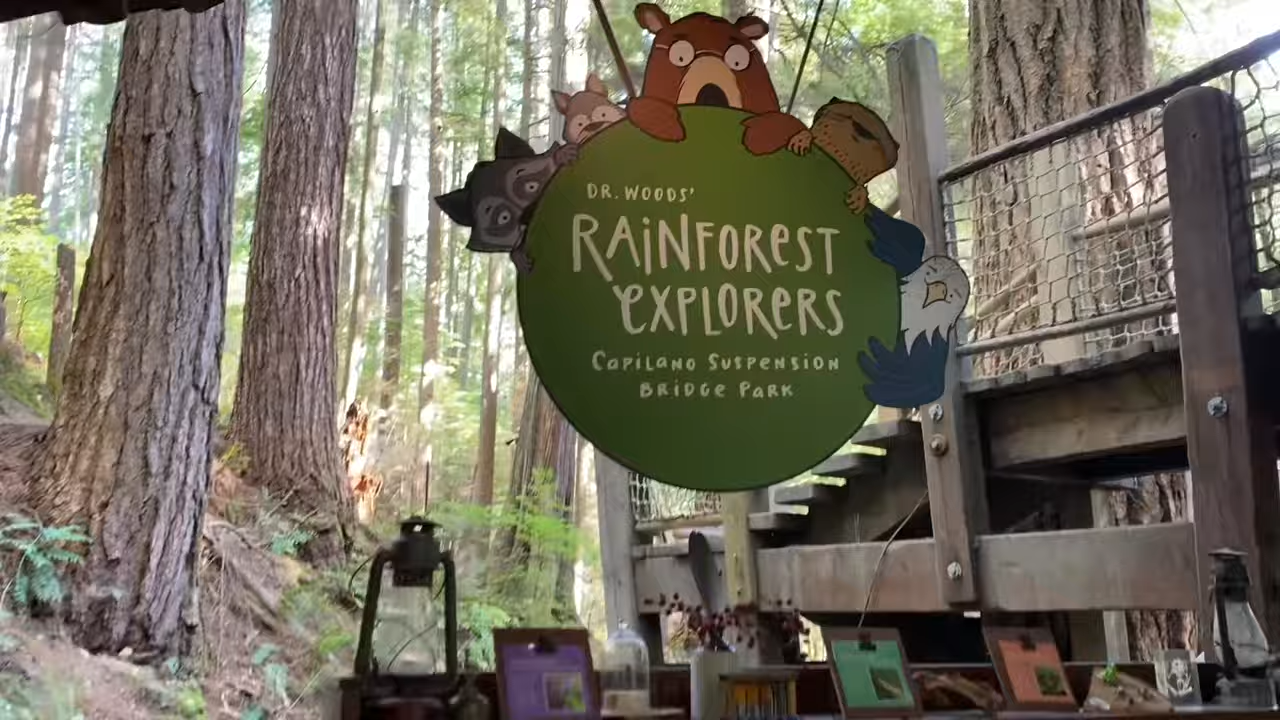 DR. WOODS'
RAiNFOREST
EXPLORERS
Capilano Suspension
Bridge Park